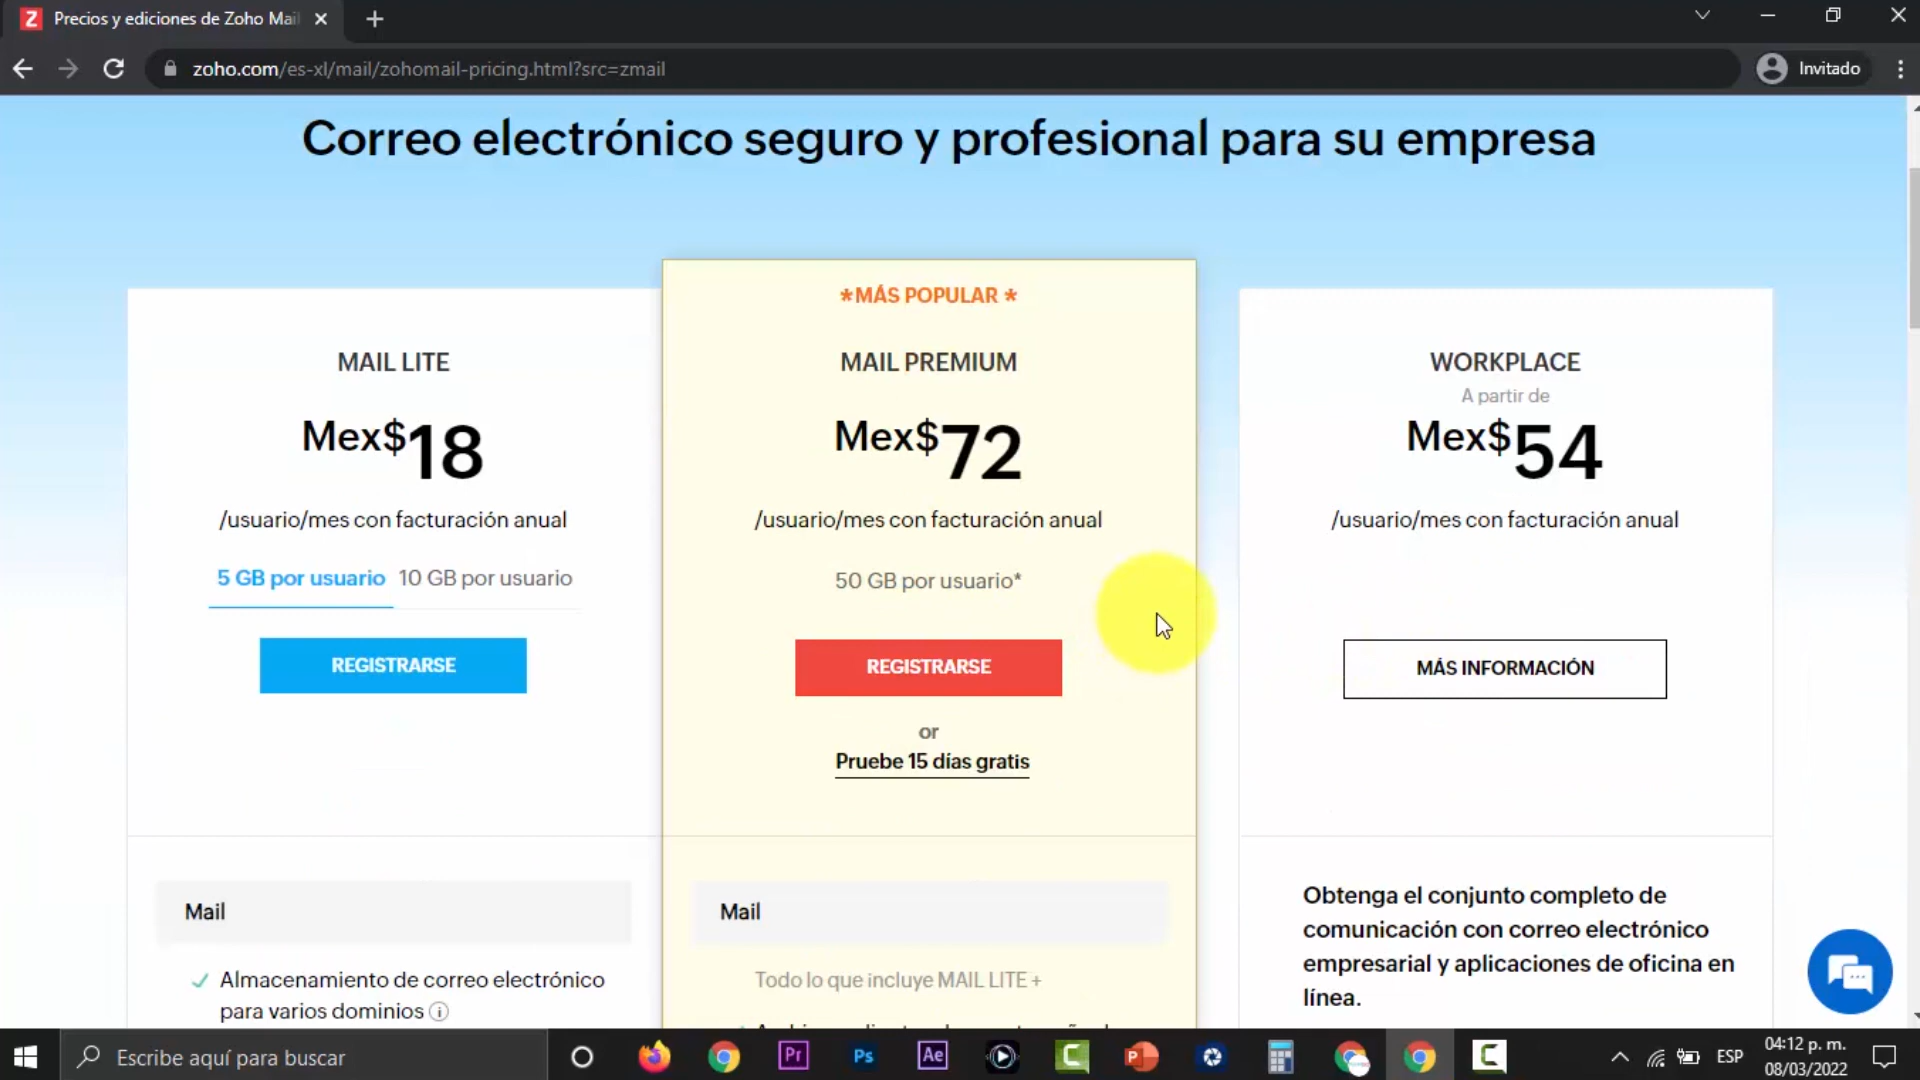 Precios y ediciones de Zoho Mail
zoho.com/es-xl/mail/zohomail-pricing.html?src=zmail
Invitado
Correo electrónico seguro y profesional para su empresa
*MÁS POPULAR *
MAIL LITE
Mex$18
/usuario/mes con facturación anual
5 GB por usuario 10 GB por usuario
REGISTRARSE
MAIL PREMIUM
Mex$72
/usuario/mes con facturación anual
50 GB por usuario*
REGISTRARSE
or
Pruebe 15 días gratis
WORKPLACE
A partir de
Mex$54
/usuario/mes con facturación anual
MÁS INFORMACIÓN
Mail
Almacenamiento de correo electrónico
para varios dominios
Mail
Todo lo que incluye MAIL LITE +
Obtenga el conjunto completo de
comunicación con correo electrónico
empresarial y aplicaciones de oficina en
línea.
Escribe aquí para buscar
Pr
Ps
Ae
ESP
04:12 p. m.
08/03/2022